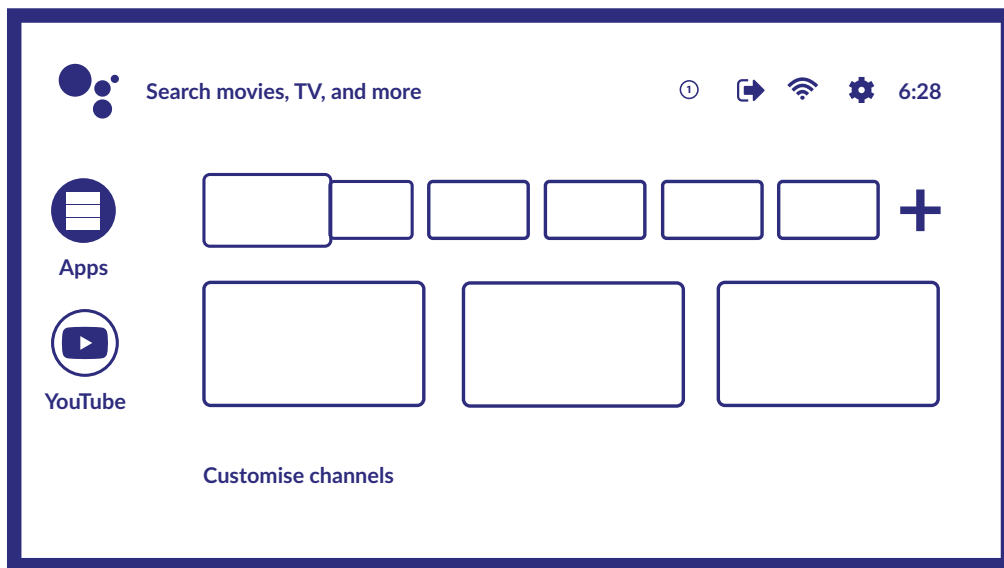 Search movies, TV, and more
1
6:28
Apps
YouTube
Customise channels